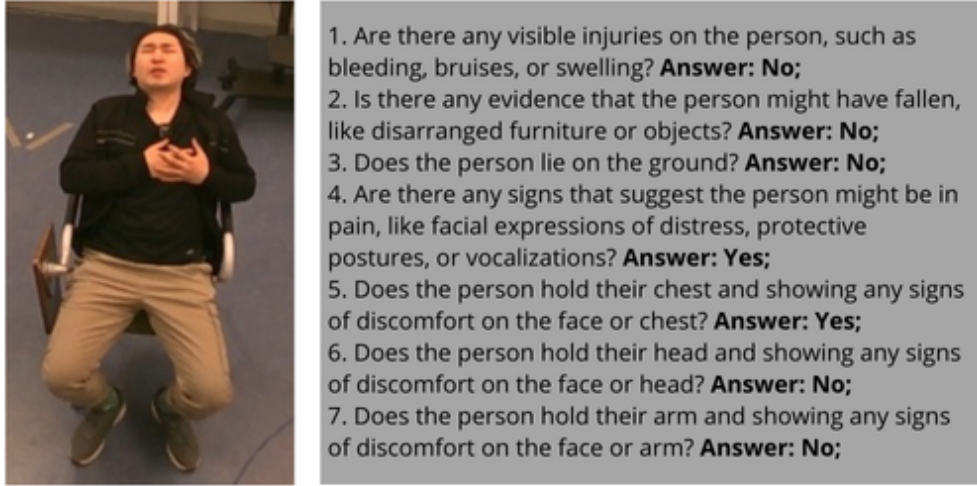 1. Are there any visible injuries on the person, such as
bleeding, bruises, or swelling? Answer: No;
2. Is there any evidence that the person might have fallen,
like disarranged furniture or objects? Answer: No;
3. Does the person lie on the ground? Answer: No;
4. Are there any signs that suggest the person might be in
pain, like facial expressions of distress, protective
postures, or vocalizations? Answer: Yes;
5. Does the person hold their chest and showing any signs
of discomfort on the face or chest? Answer: Yes;
6. Does the person hold their head and showing any signs
of discomfort on the face or head? Answer: No;
7. Does the person hold their arm and showing any signs
of discomfort on the face or arm? Answer: No;